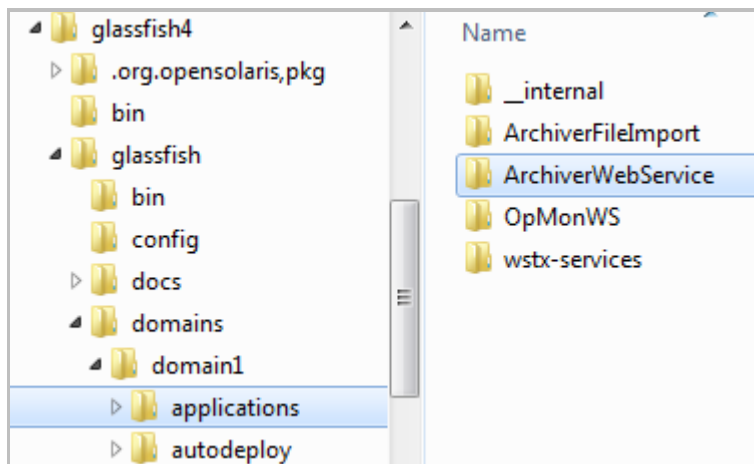 glassfish4
.org.opensolaris,pkg
bin
glassfish
bin
config
docs
domains
domain1
applications
autodeploy
Name
__internal
ArchiverFileImport
ArchiverWebService
OpMonWS
wstx-services